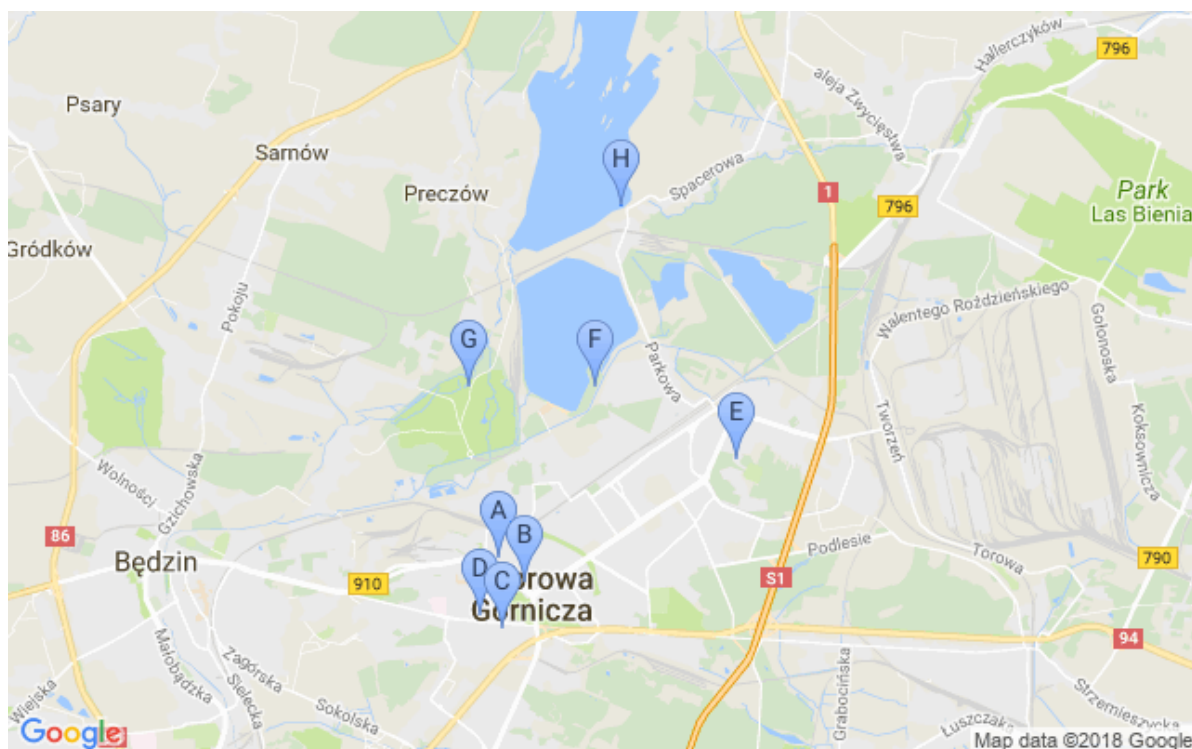 Hallerczyków
796
aleja Zwycięstwa
Psary
Sarnów
H
Spacerowa
Preczów
1
796
Park
Las Bienia
Gródków
Pokoju
Walentego Roździeńskiego
Gołonoska
G
F
Parkowa
E
Tworzeń
Koksownicza
Wolności
Gzichowska
86
A
B
Podlesie
Torowa
790
Będzin
910
D
C
orowa
Górnicza
S1
94
Małobądzka
Zagórska
Sielecka
Sokolska
Wiejska
Grabocińska
Strzemieszycka
Łuszczaka
Google
Map data ©2018 Google